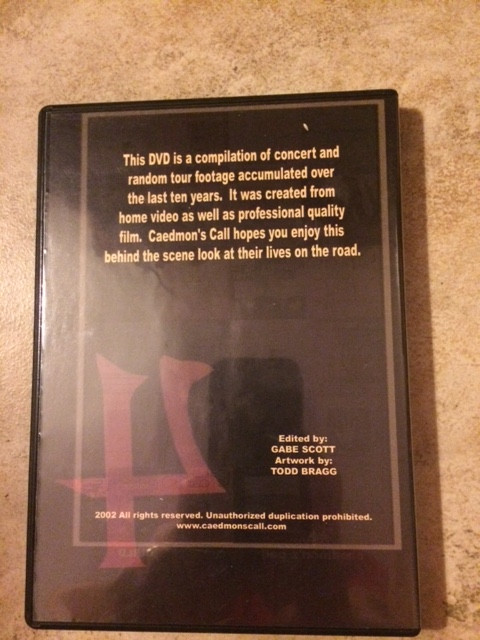 This DVD is a compilation of concert and
random tour footage accumulated over
the last ten years. It was created from
home video as well as professional quality
film. Caedmon's Call hopes you enjoy this
behind the scene look at their lives on the road.
Edited by:
GABE SCOTT
Artwork by:
TODD BRAGG
2002 All rights reserved. Unauthorized duplication prohibited.
www.caedmonscall.com